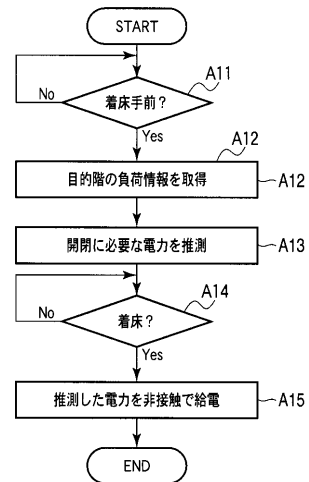 START
A11
着床手前？
No
Yes
A12
目的階の負荷情報を取得
A12
開閉に必要な電力を推測
A13
A14
着床？
No
Yes
推測した電力を非接触で給電
A15
END